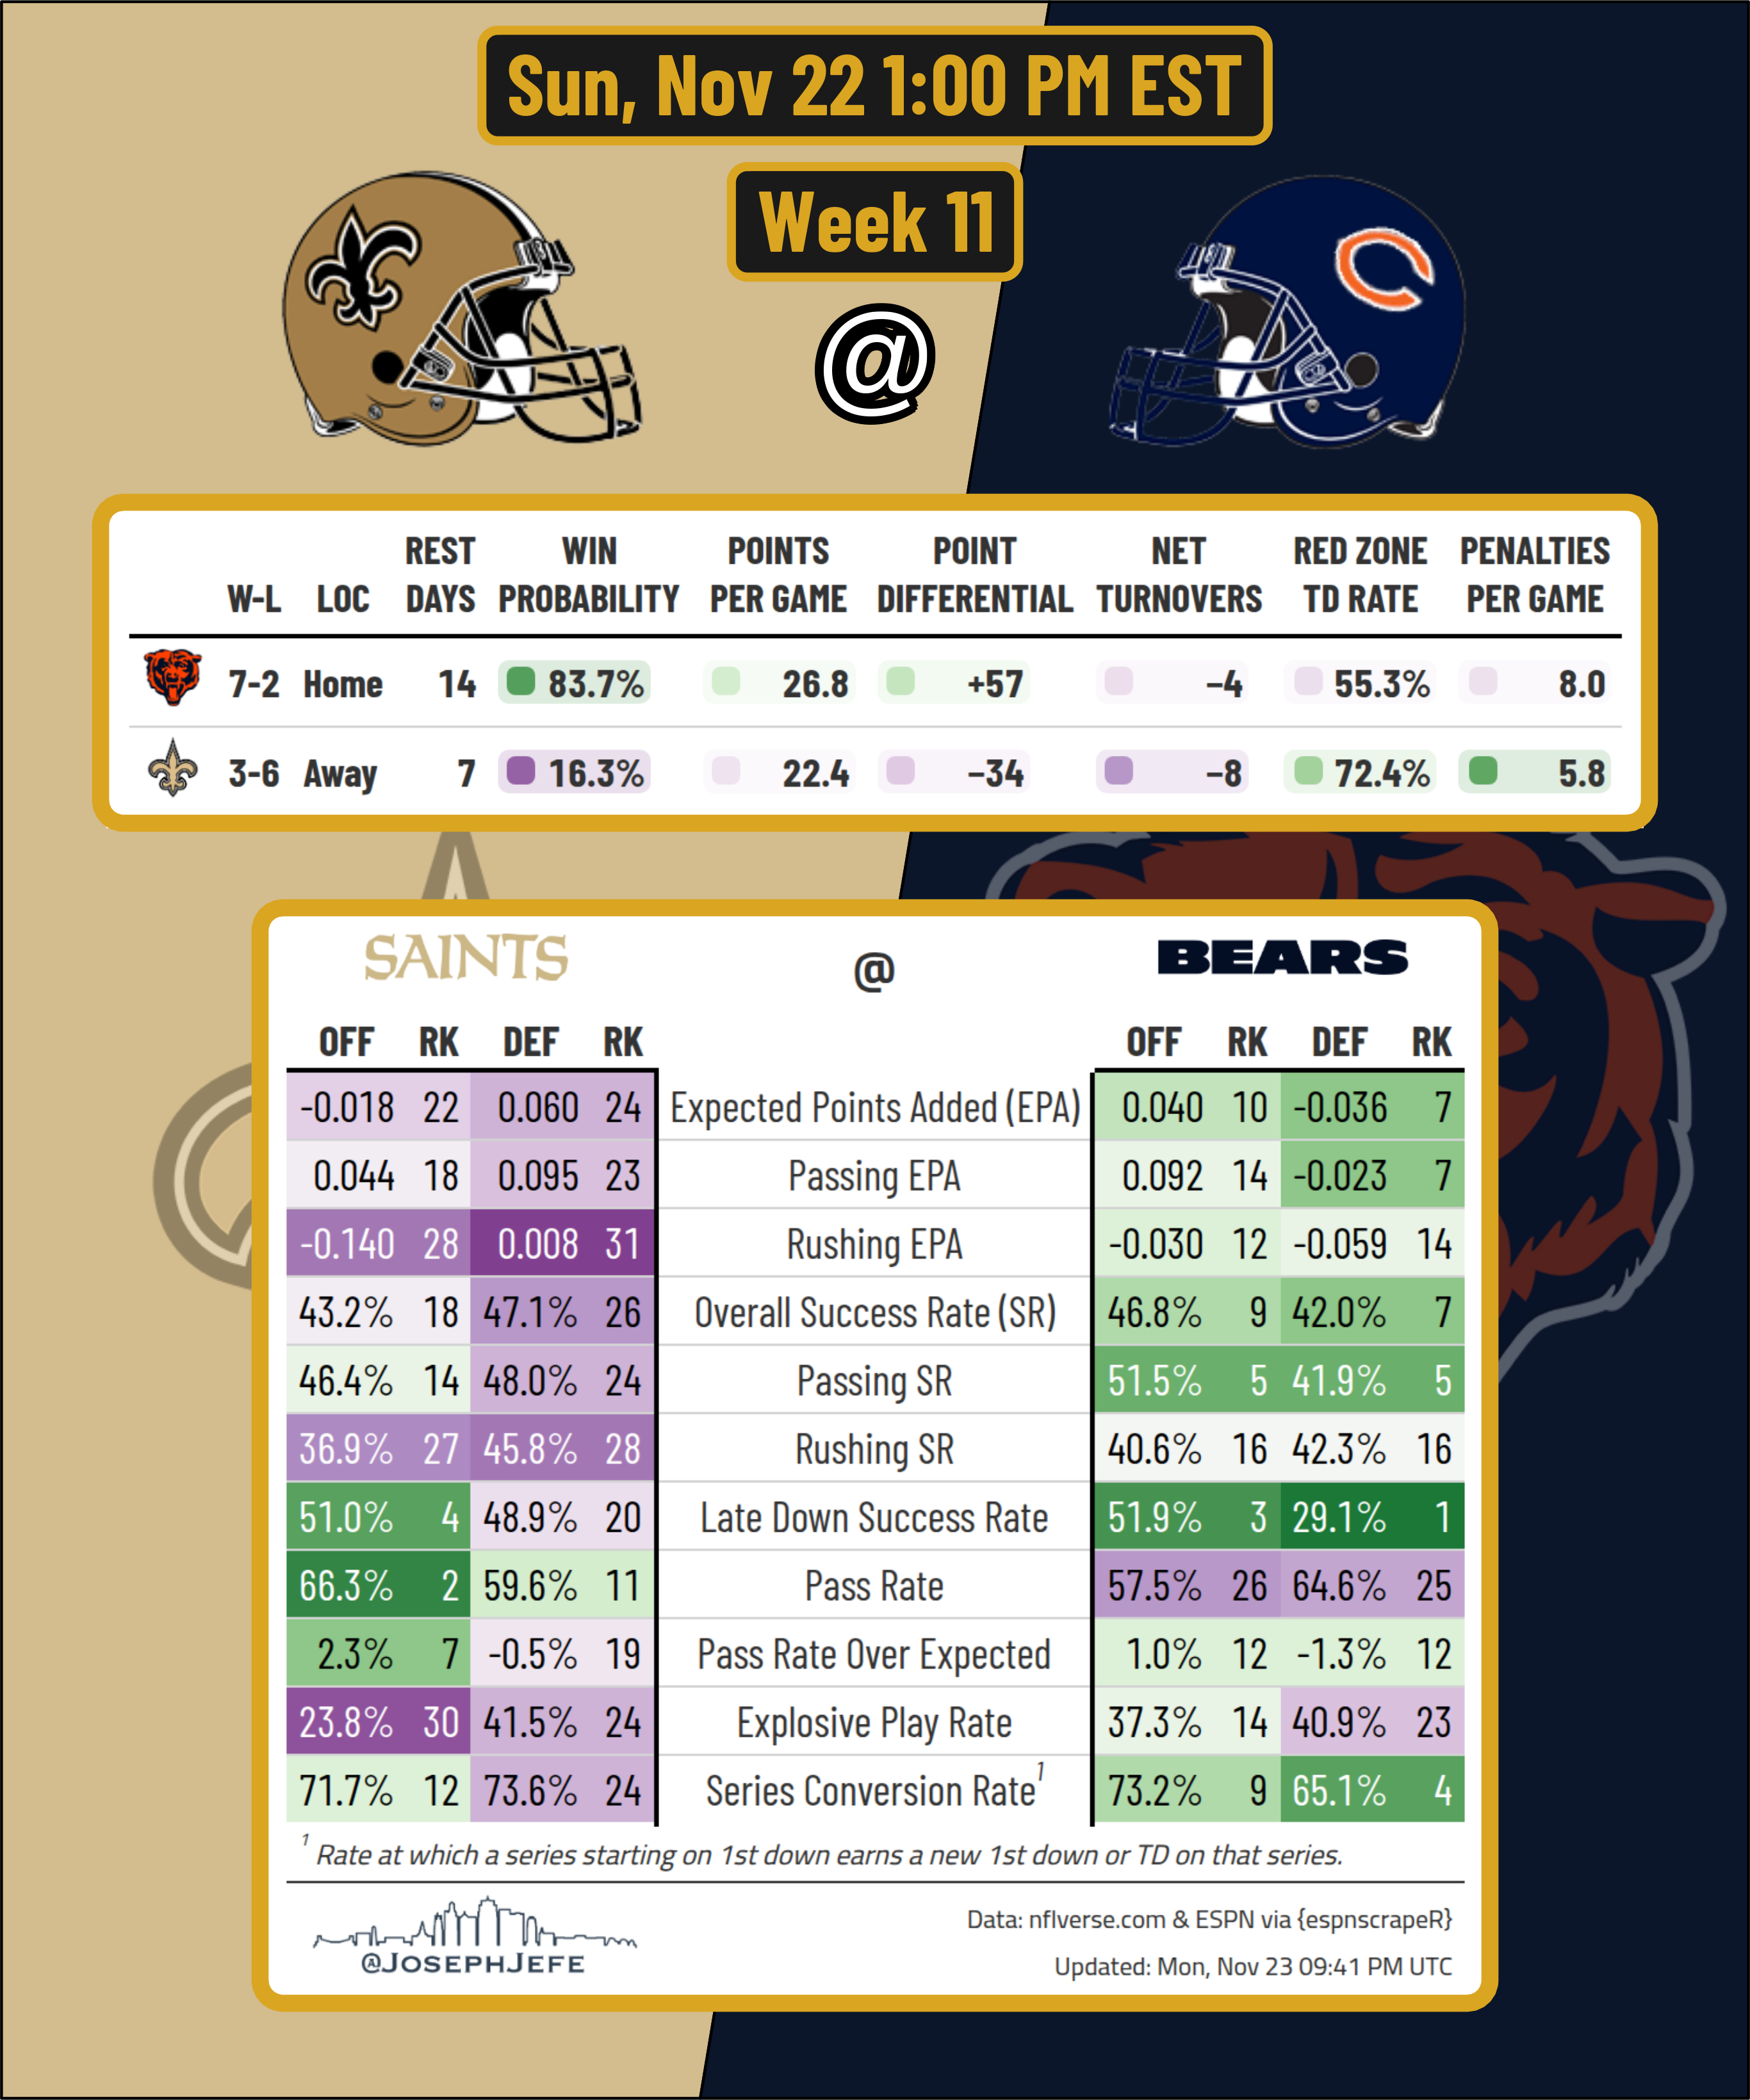 Sun, Nov 22 1:00 PM EST
Week 11
@
W-L LOC REST DAYS WIN PROBABILITY POINTS PER GAME POINT DIFFERENTIAL NET TURNOVERS RED ZONE TD RATE PENALTIES PER GAME
7-2 Home 14 83.7% 26.8 +57 −4 55.3% 8.0
3-6 Away 7 16.3% 22.4 −34 −8 72.4% 5.8
SAINTS @ BEARS
OFF RK DEF RK OFF RK DEF RK
-0.018 22 0.060 24 Expected Points Added (EPA) 0.040 10 -0.036 7
0.044 18 0.095 23 Passing EPA 0.092 14 -0.023 7
-0.140 28 0.008 31 Rushing EPA -0.030 12 -0.059 14
43.2% 18 47.1% 26 Overall Success Rate (SR) 46.8% 9 42.0% 7
46.4% 14 48.0% 24 Passing SR 51.5% 5 41.9% 5
36.9% 27 45.8% 28 Rushing SR 40.6% 16 42.3% 16
51.0% 4 48.9% 20 Late Down Success Rate 51.9% 3 29.1% 1
66.3% 2 59.6% 11 Pass Rate 57.5% 26 64.6% 25
2.3% 7 -0.5% 19 Pass Rate Over Expected 1.0% 12 -1.3% 12
23.8% 30 41.5% 24 Explosive Play Rate 37.3% 14 40.9% 23
71.7% 12 73.6% 24 Series Conversion Rate¹ 73.2% 9 65.1% 4
¹ Rate at which a series starting on 1st down earns a new 1st down or TD on that series.
@JOSEPHJEFE
Data: nflverse.com & ESPN via {espnscrapeR}
Updated: Mon, Nov 23 09:41 PM UTC